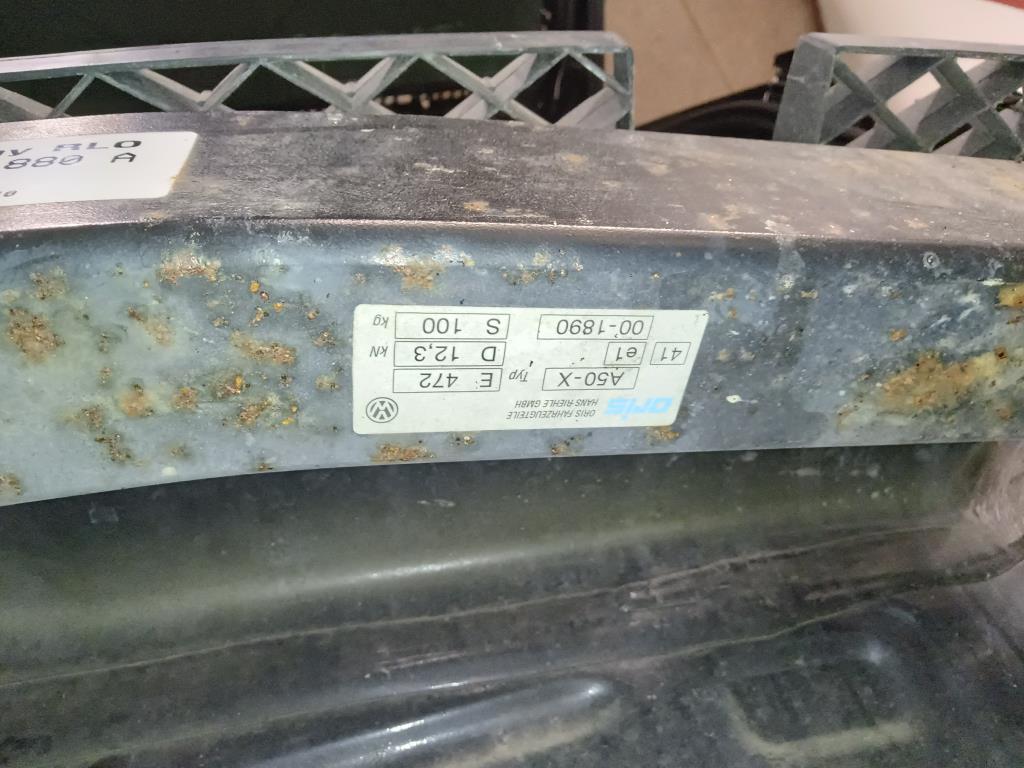 RLO
880 A
oris ORIS FAHRZEUGTEILE
HANS RIEHLE GMBH
A50-X Typ E 472
41 e1 D 12,3 kN
00-1890 S 100 kg